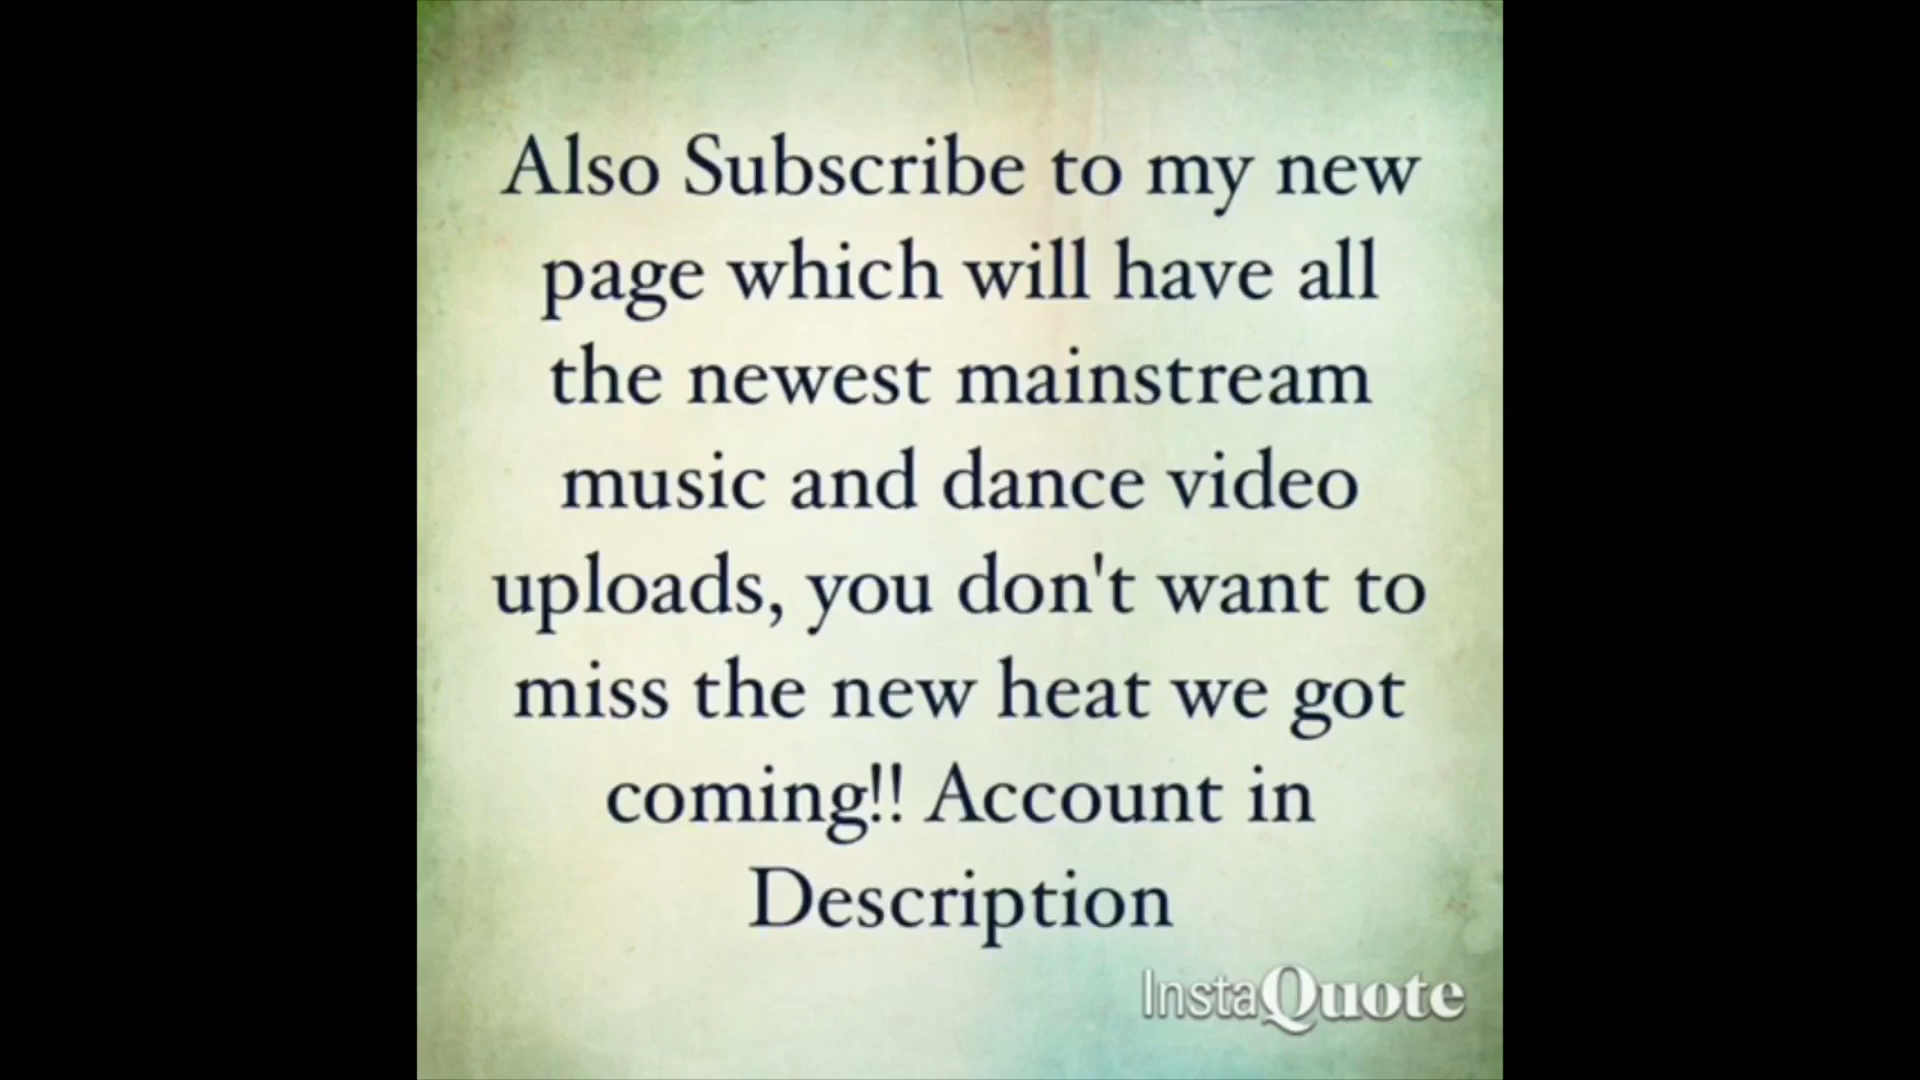 Also Subscribe to my new
page which will have all
the newest mainstream
music and dance video
uploads, you don't want to
miss the new heat we got
coming!! Account in
Description
InstaQuote